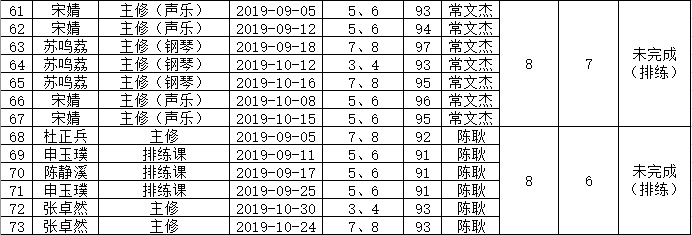 61 宋婧 主修（声乐） 2019-09-05 5、6 93 常文杰
62 宋婧 主修（声乐） 2019-09-12 5、6 94 常文杰
63 苏鸣荔 主修（钢琴） 2019-09-18 7、8 97 常文杰
64 苏鸣荔 主修（钢琴） 2019-10-12 3、4 93 常文杰 8 7 未完成
65 苏鸣荔 主修（钢琴） 2019-10-16 7、8 95 常文杰 （排练）
66 宋婧 主修（声乐） 2019-10-08 5、6 96 常文杰
67 宋婧 主修（声乐） 2019-10-15 5、6 95 常文杰
68 杜正兵 主修 2019-09-05 7、8 92 陈耿
69 申玉璞 排练课 2019-09-11 5、6 91 陈耿
70 陈静溪 排练课 2019-09-17 5、6 91 陈耿 8 6 未完成
71 申玉璞 排练课 2019-09-25 5、6 91 陈耿 （排练）
72 张卓然 主修 2019-10-30 3、4 93 陈耿
73 张卓然 主修 2019-10-24 7、8 93 陈耿